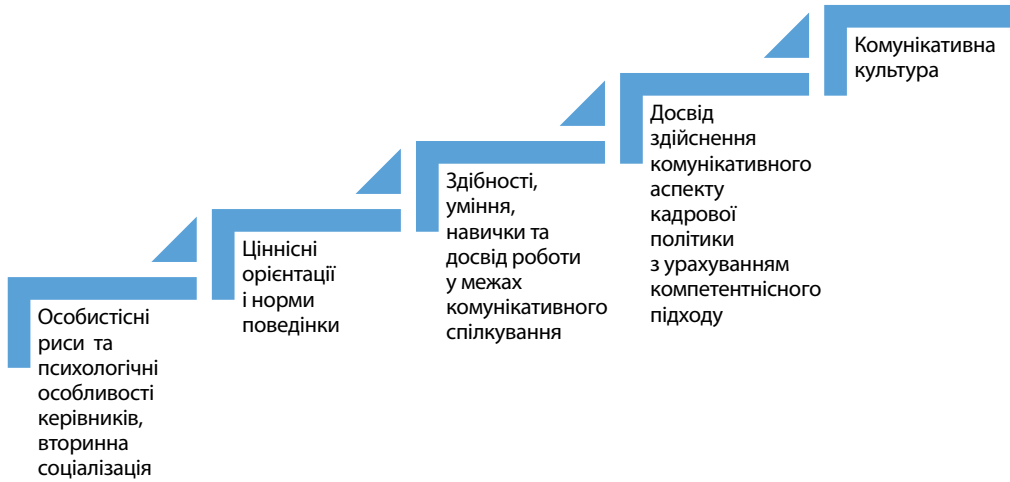 Особистісні
риси та
психологічні
особливості
керівників,
вторинна
соціалізація
Ціннісні
орієнтації
і норми
поведінки
Здібності,
уміння,
навички та
досвід роботи
у межах
комунікативного
спілкування
Досвід
здійснення
комунікативного
аспекту
кадрової
політики
з урахуванням
компетентнісного
підходу
Комунікативна
культура